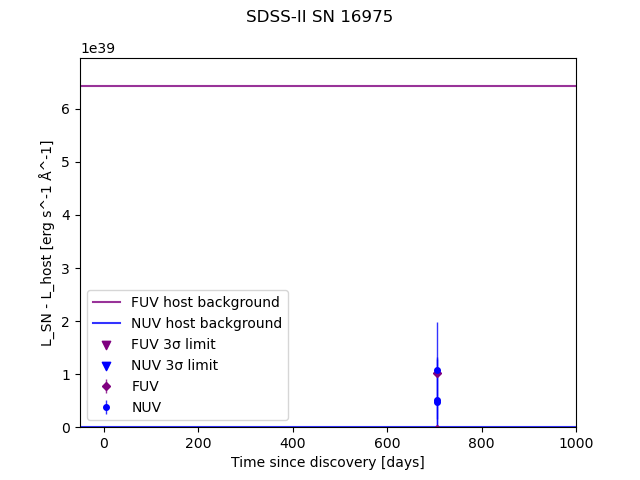 SDSS-II SN 16975
1e39
L_SN - L_host [erg s^-1 Å^-1]
6
5
4
3
2
1
0
FUV host background
NUV host background
FUV 3σ limit
NUV 3σ limit
FUV
NUV
0 200 400 600 800 1000
Time since discovery [days]